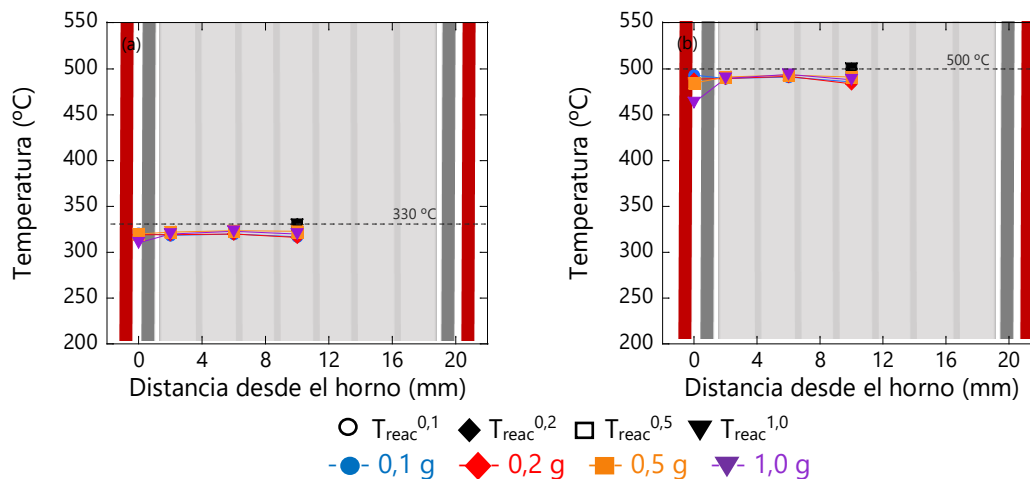 (a)
550
500
450
400
350
300
250
200
Temperatura (ºC)
330 ºC
0 4 8 12 16 20
Distancia desde el horno (mm)
(b)
550
500
450
400
350
300
250
200
Temperatura (ºC)
500 ºC
0 4 8 12 16 20
Distancia desde el horno (mm)
Treac0,1 Treac0,2 Treac0,5 Treac1,0
0,1 g 0,2 g 0,5 g 1,0 g